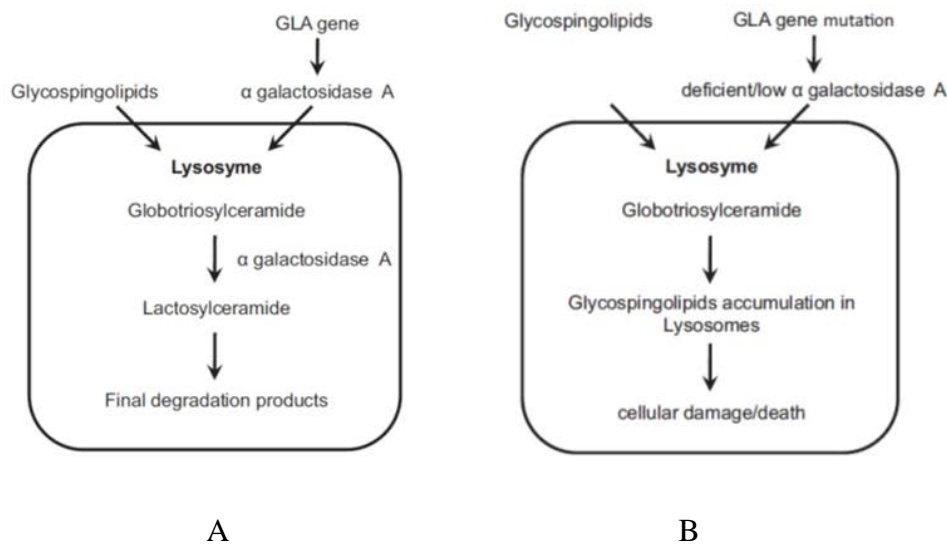 GLA gene
Glycospingolipids
α galactosidase A
Lysosyme
Globotriosylceramide
α galactosidase A
Lactosylceramide
Final degradation products
A
Glycospingolipids
GLA gene mutation
deficient/low α galactosidase A
Lysosyme
Globotriosylceramide
Glycospingolipids accumulation in
Lysosomes
cellular damage/death
B